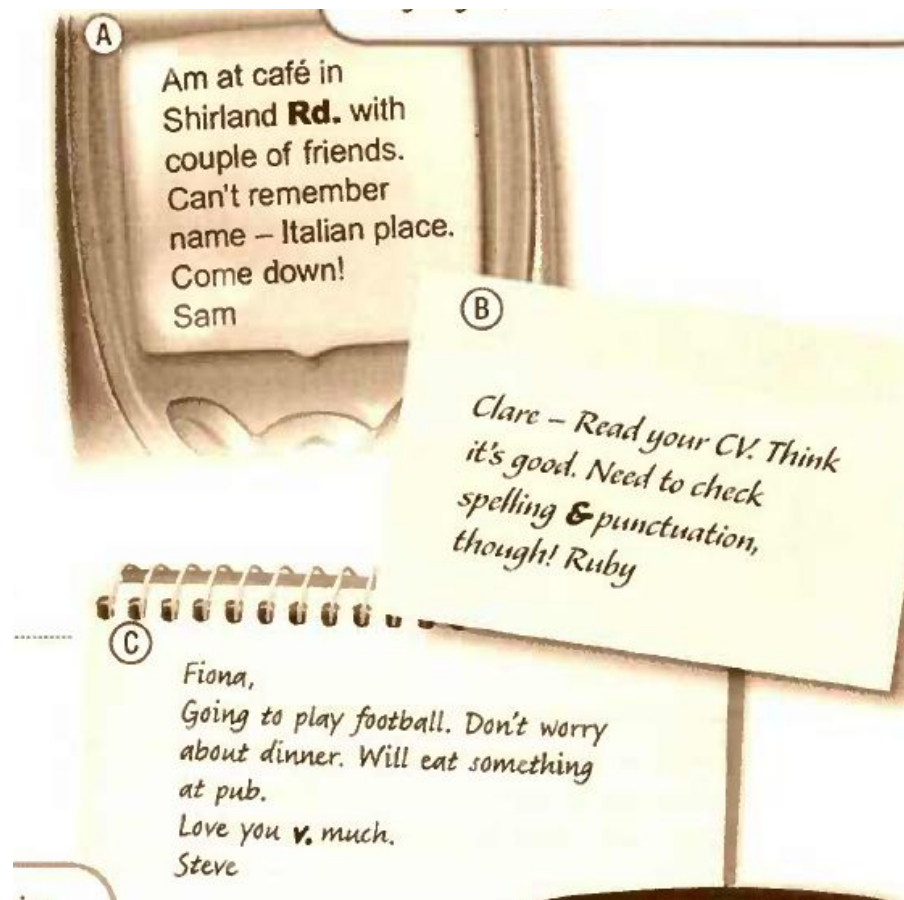 A
Am at café in
Shirland Rd. with
couple of friends.
Can't remember
name – Italian place.
Come down!
Sam
B
Clare – Read your CV. Think
it's good. Need to check
spelling & punctuation,
though! Ruby
C
Fiona,
Going to play football. Don't worry
about dinner. Will eat something
at pub.
Love you v. much.
Steve